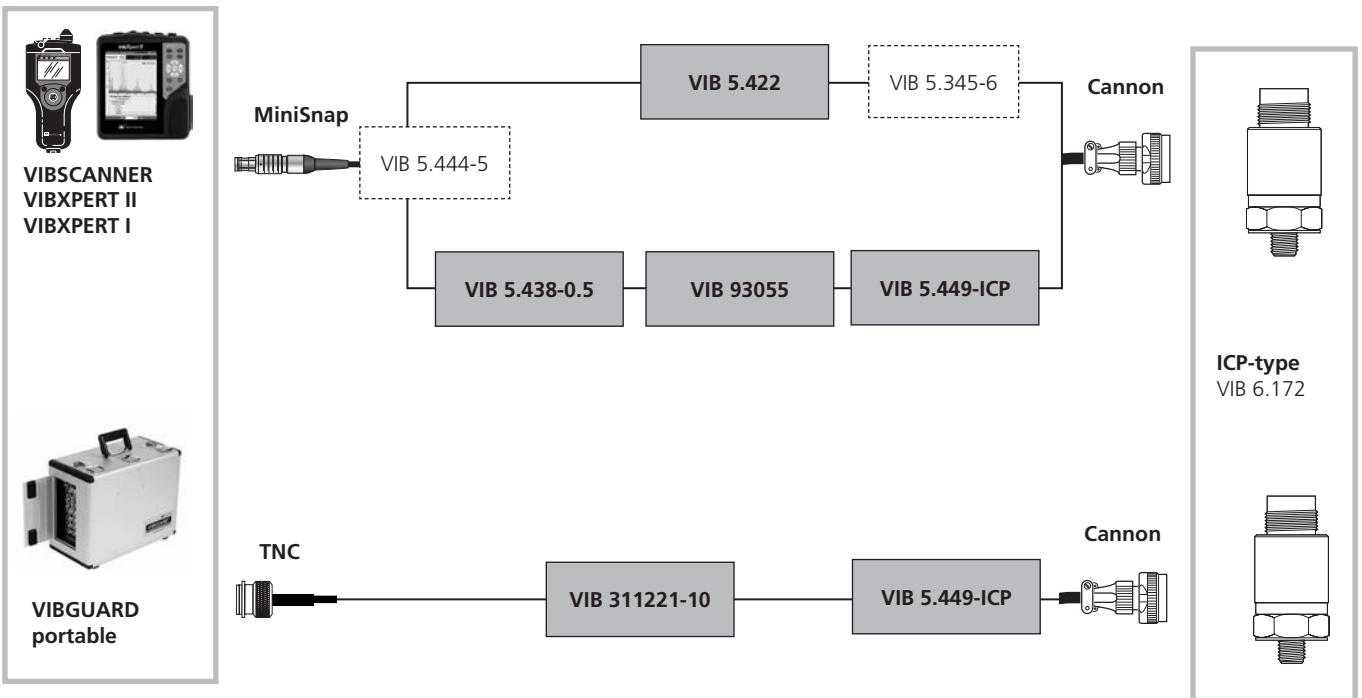 VIBSCANNER
VIBXPERT II
VIBXPERT I
VIBGUARD
portable
MiniSnap
VIB 5.444-5
VIB 5.422
VIB 5.345-6
Cannon
VIB 5.438-0.5
VIB 93055
VIB 5.449-ICP
TNC
VIB 311221-10
VIB 5.449-ICP
Cannon
ICP-type
VIB 6.172